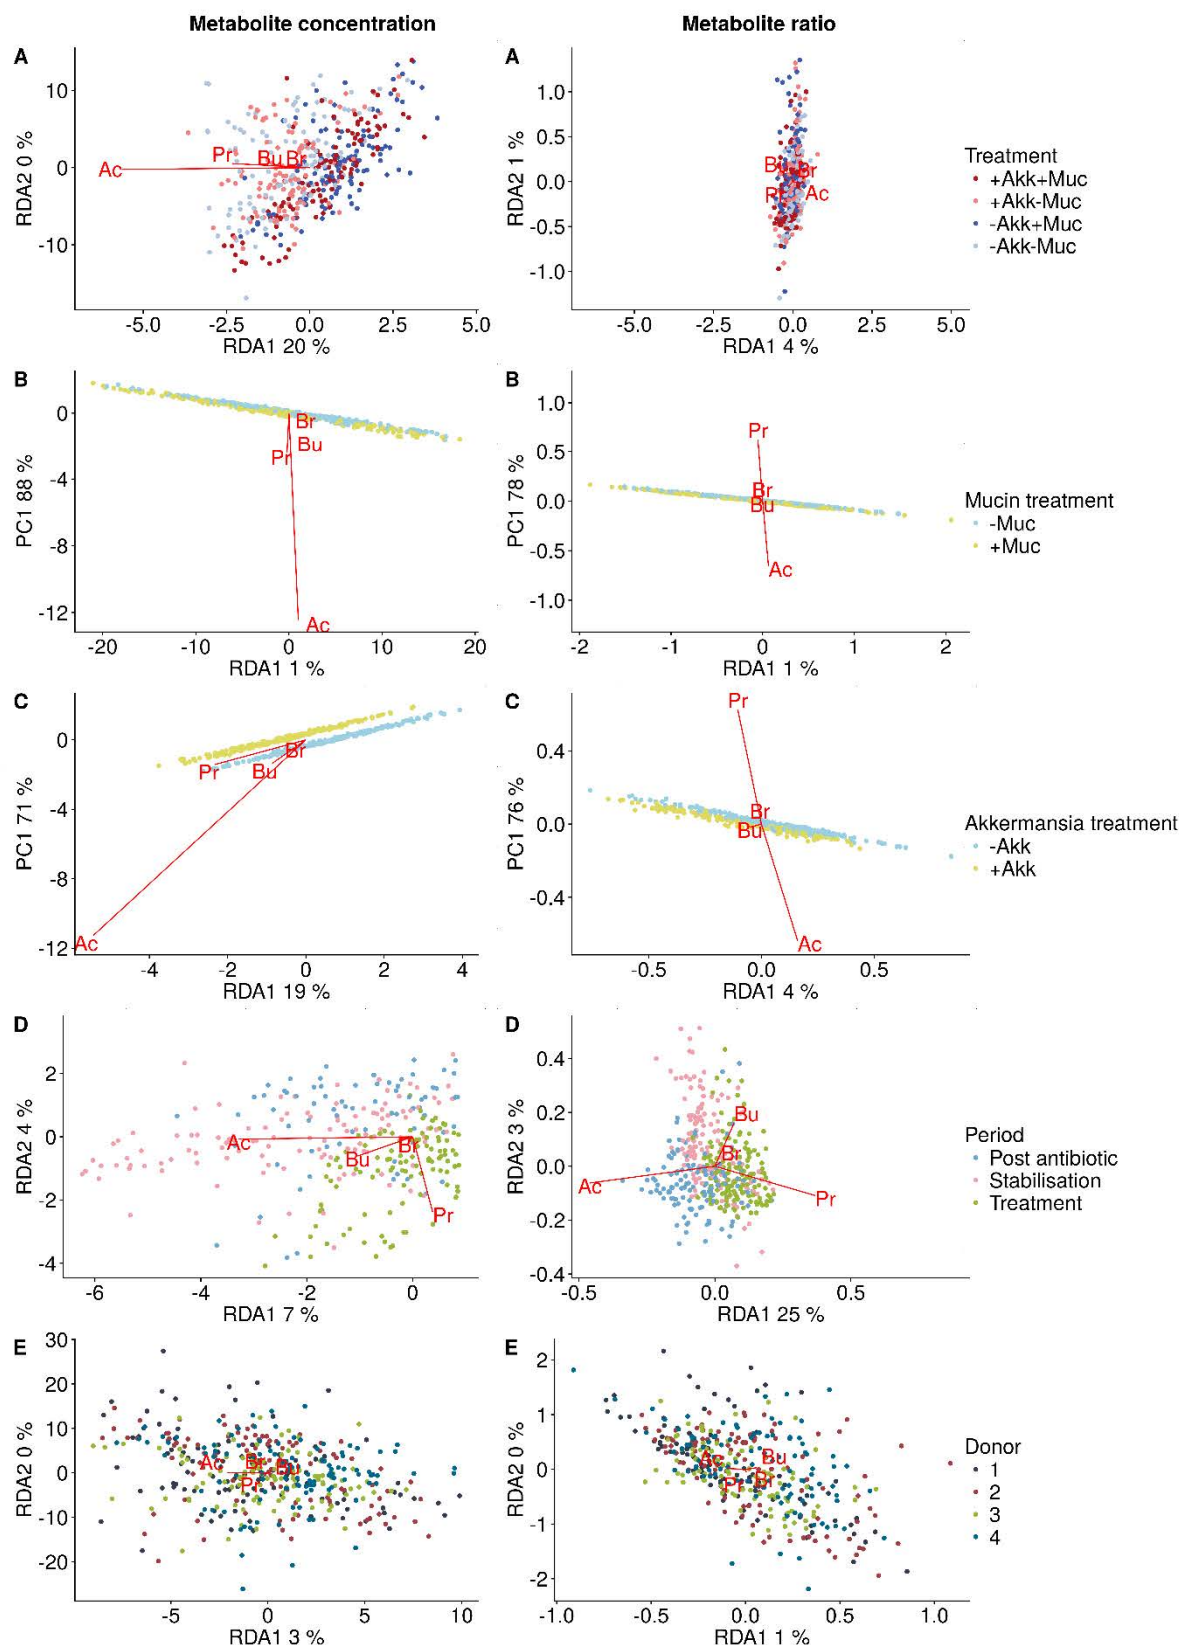 Metabolite concentration
Metabolite ratio
A
RDA2 0 %
10
0
-10
Ac
Pr
Bu
Br
-5.0
-2.5
0.0
2.5
5.0
RDA1 20 %
A
RDA2 1 %
1.0
0.5
0.0
-0.5
-1.0
Br
Ac
-5.0
-2.5
0.0
2.5
5.0
RDA1 4 %
Treatment
+Akk+Muc
+Akk-Muc
-Akk+Muc
-Akk-Muc
B
PC1 88 %
0
-4
-8
-12
Br
Bu
Pr
Ac
-20
-10
0
10
20
RDA1 1 %
B
PC1 78 %
1.0
0.5
0.0
-0.5
-1.0
Pr
Br
Bu
Ac
-2
-1
0
1
2
RDA1 1 %
Mucin treatment
-Muc
+Muc
C
PC1 71 %
0
-4
-8
-12
Br
Pr
Bu
Ac
-4
-2
0
2
4
RDA1 19 %
C
PC1 76 %
0.4
0.0
-0.4
Pr
Br
Bu
Ac
-0.5
0.0
0.5
RDA1 4 %
Akkermansia treatment
-Akk
+Akk
D
RDA2 4 %
2
0
-2
-4
Ac
Bu
Br
Pr
-6
-4
-2
0
RDA1 7 %
D
RDA2 3 %
0.4
0.2
0.0
-0.2
-0.4
Bu
Br
Ac
Pr
-0.5
0.0
0.5
RDA1 25 %
Period
Post antibiotic
Stabilisation
Treatment
E
RDA2 0 %
30
20
10
0
-10
-20
Ac
Br
Bu
Pr
-5
0
5
10
RDA1 3 %
E
RDA2 0 %
2
1
0
-1
-2
Ac
Bu
Pr
Br
-1.0
-0.5
0.0
0.5
1.0
RDA1 1 %
Donor
1
2
3
4